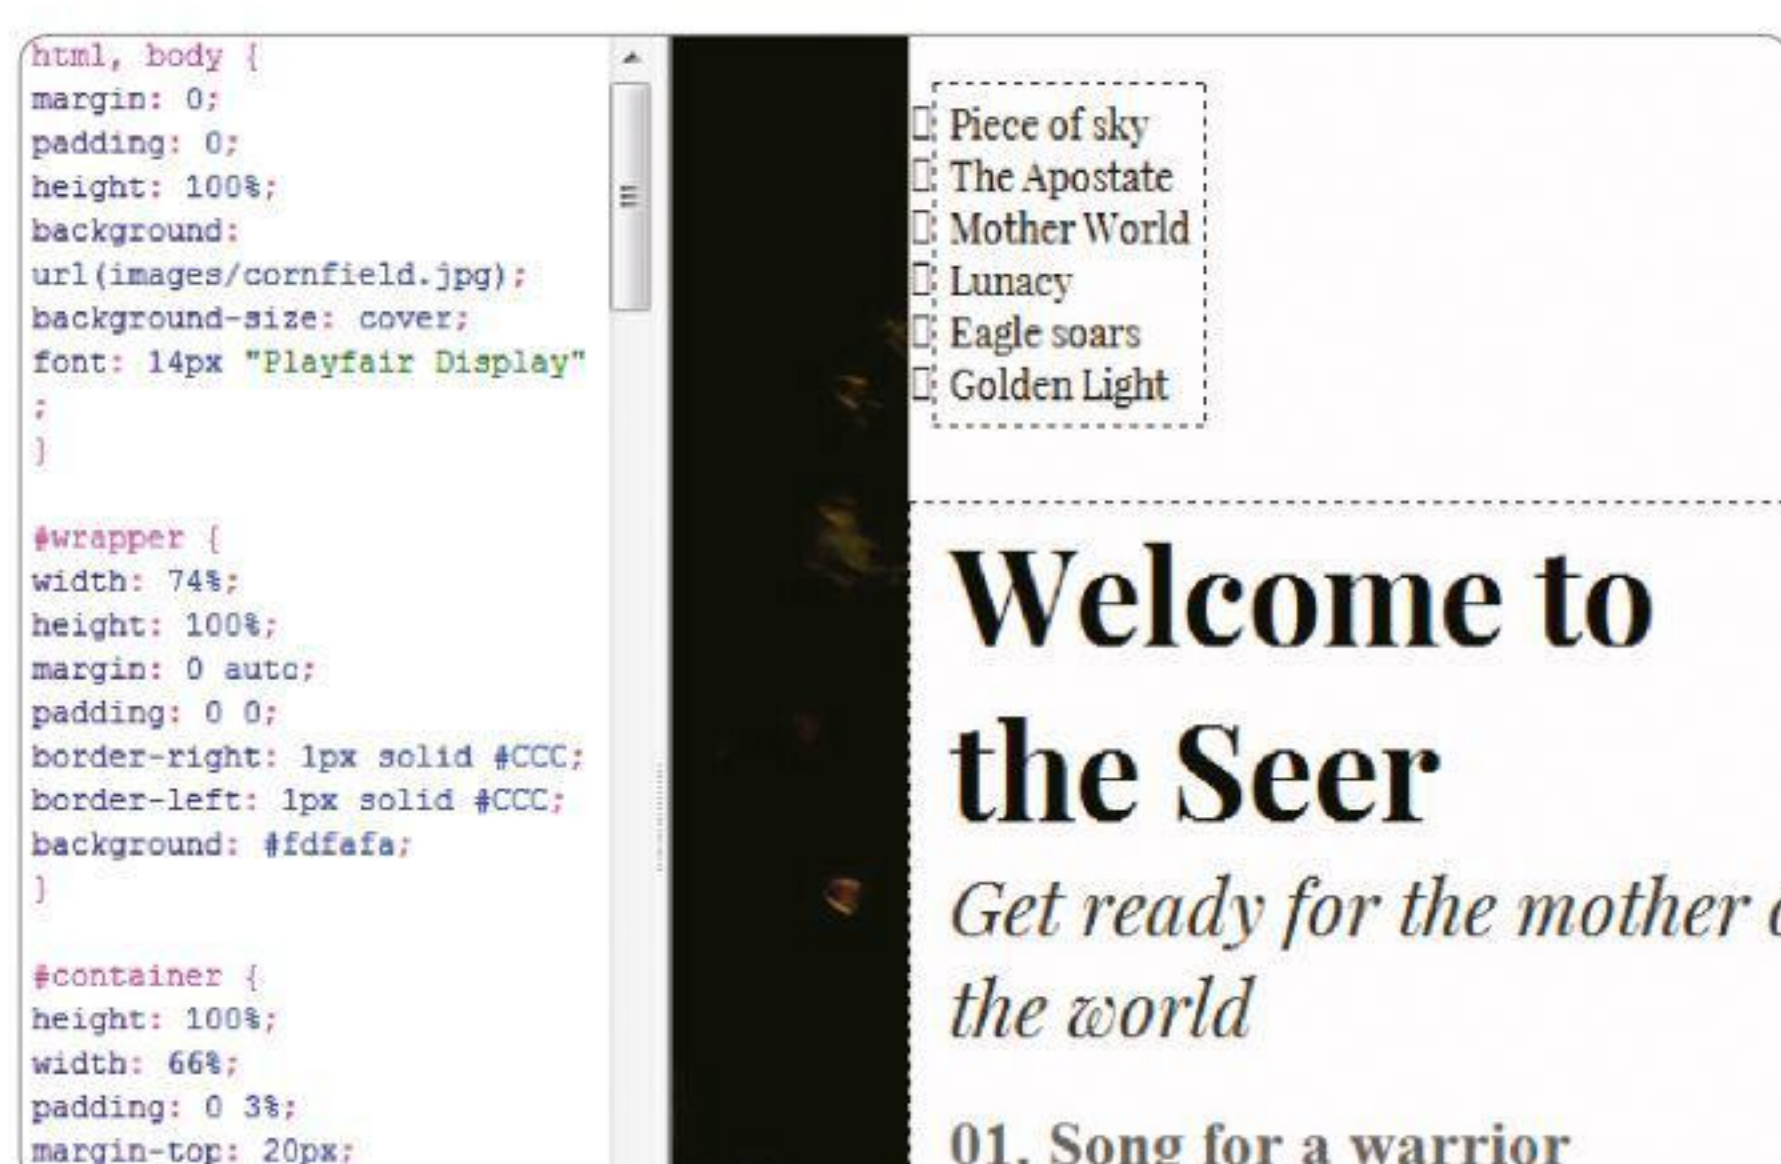 html, body {
margin: 0;
padding: 0;
height: 100%;
background:
url(images/cornfield.jpg);
background-size: cover;
font: 14px "Playfair Display"
;
}
#wrapper {
width: 74%;
height: 100%;
margin: 0 auto;
padding: 0 0;
border-right: 1px solid #CCC;
border-left: 1px solid #CCC;
background: #fdfafa;
}
#container {
height: 100%;
width: 66%;
padding: 0 3%;
margin-top: 20px;
Piece of sky
The Apostate
Mother World
Lunacy
Eagle soars
Golden Light
Welcome to
the Seer
Get ready for the mother
the world
01. Song for a warrior